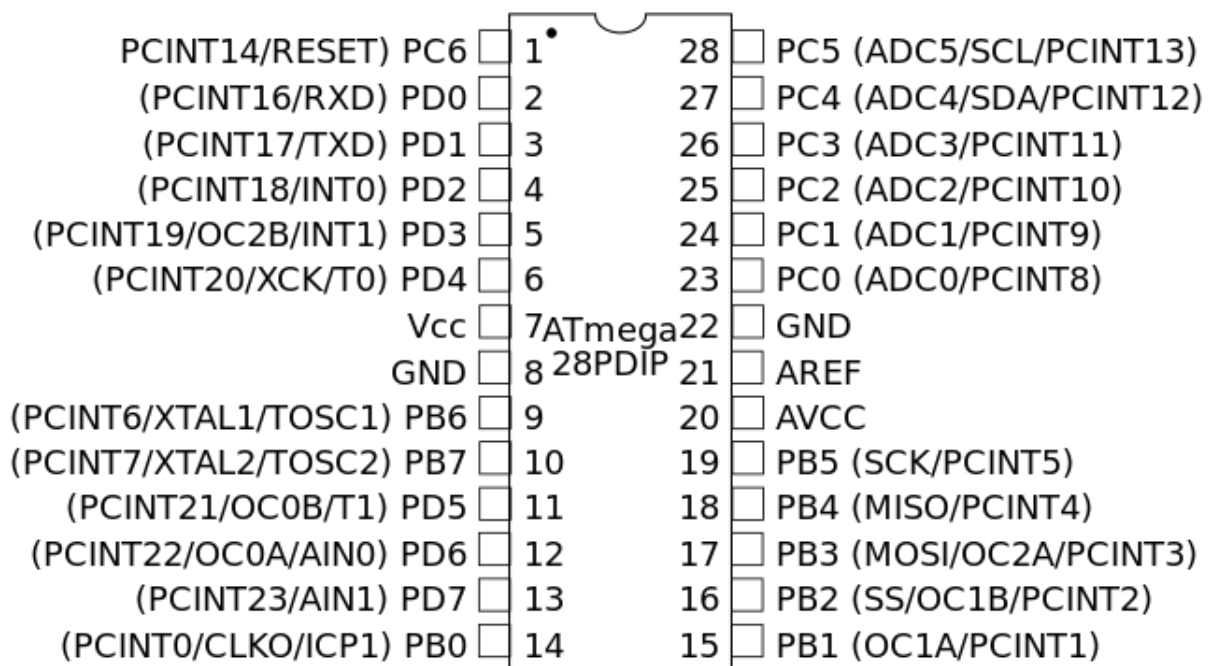 PCINT14/RESET) PC6 1 28 PC5 (ADC5/SCL/PCINT13)
(PCINT16/RXD) PD0 2 27 PC4 (ADC4/SDA/PCINT12)
(PCINT17/TXD) PD1 3 26 PC3 (ADC3/PCINT11)
(PCINT18/INT0) PD2 4 25 PC2 (ADC2/PCINT10)
(PCINT19/OC2B/INT1) PD3 5 24 PC1 (ADC1/PCINT9)
(PCINT20/XCK/T0) PD4 6 23 PC0 (ADC0/PCINT8)
Vcc 7 ATmega 22 GND
GND 8 28PDIP 21 AREF
(PCINT6/XTAL1/TOSC1) PB6 9 20 AVCC
(PCINT7/XTAL2/TOSC2) PB7 10 19 PB5 (SCK/PCINT5)
(PCINT21/OC0B/T1) PD5 11 18 PB4 (MISO/PCINT4)
(PCINT22/OC0A/AIN0) PD6 12 17 PB3 (MOSI/OC2A/PCINT3)
(PCINT23/AIN1) PD7 13 16 PB2 (SS/OC1B/PCINT2)
(PCINT0/CLKO/ICP1) PB0 14 15 PB1 (OC1A/PCINT1)